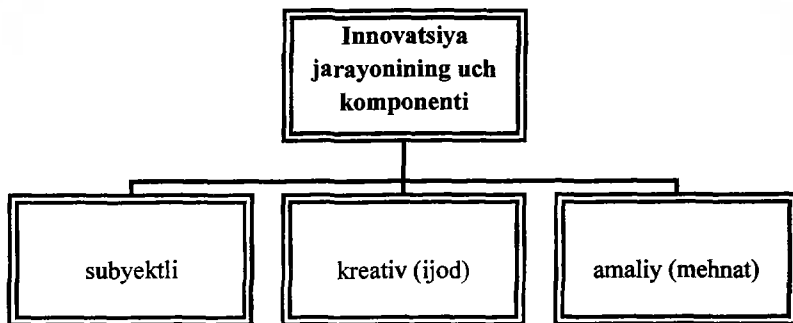 Innovatsiya
jarayonining uch
komponenti
subyektli
kreativ (ijod)
amaliy (mehnat)